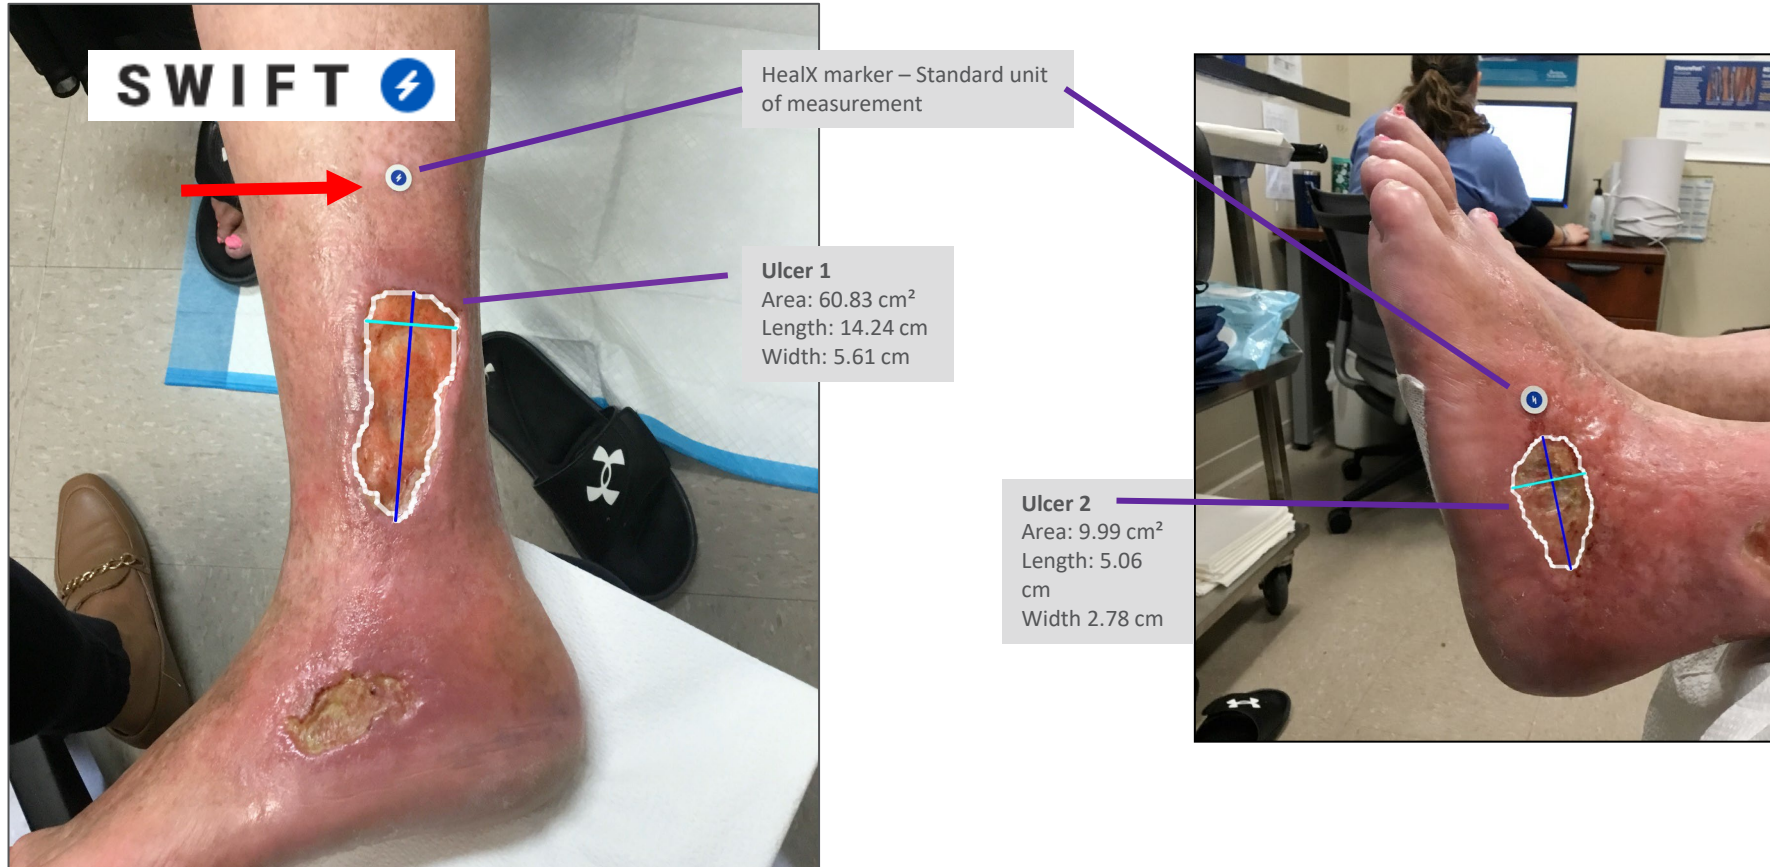 SWIFT
HealX marker – Standard unit
of measurement
Ulcer 1
Area: 60.83 cm²
Length: 14.24 cm
Width: 5.61 cm
Ulcer 2
Area: 9.99 cm²
Length: 5.06
cm
Width 2.78 cm